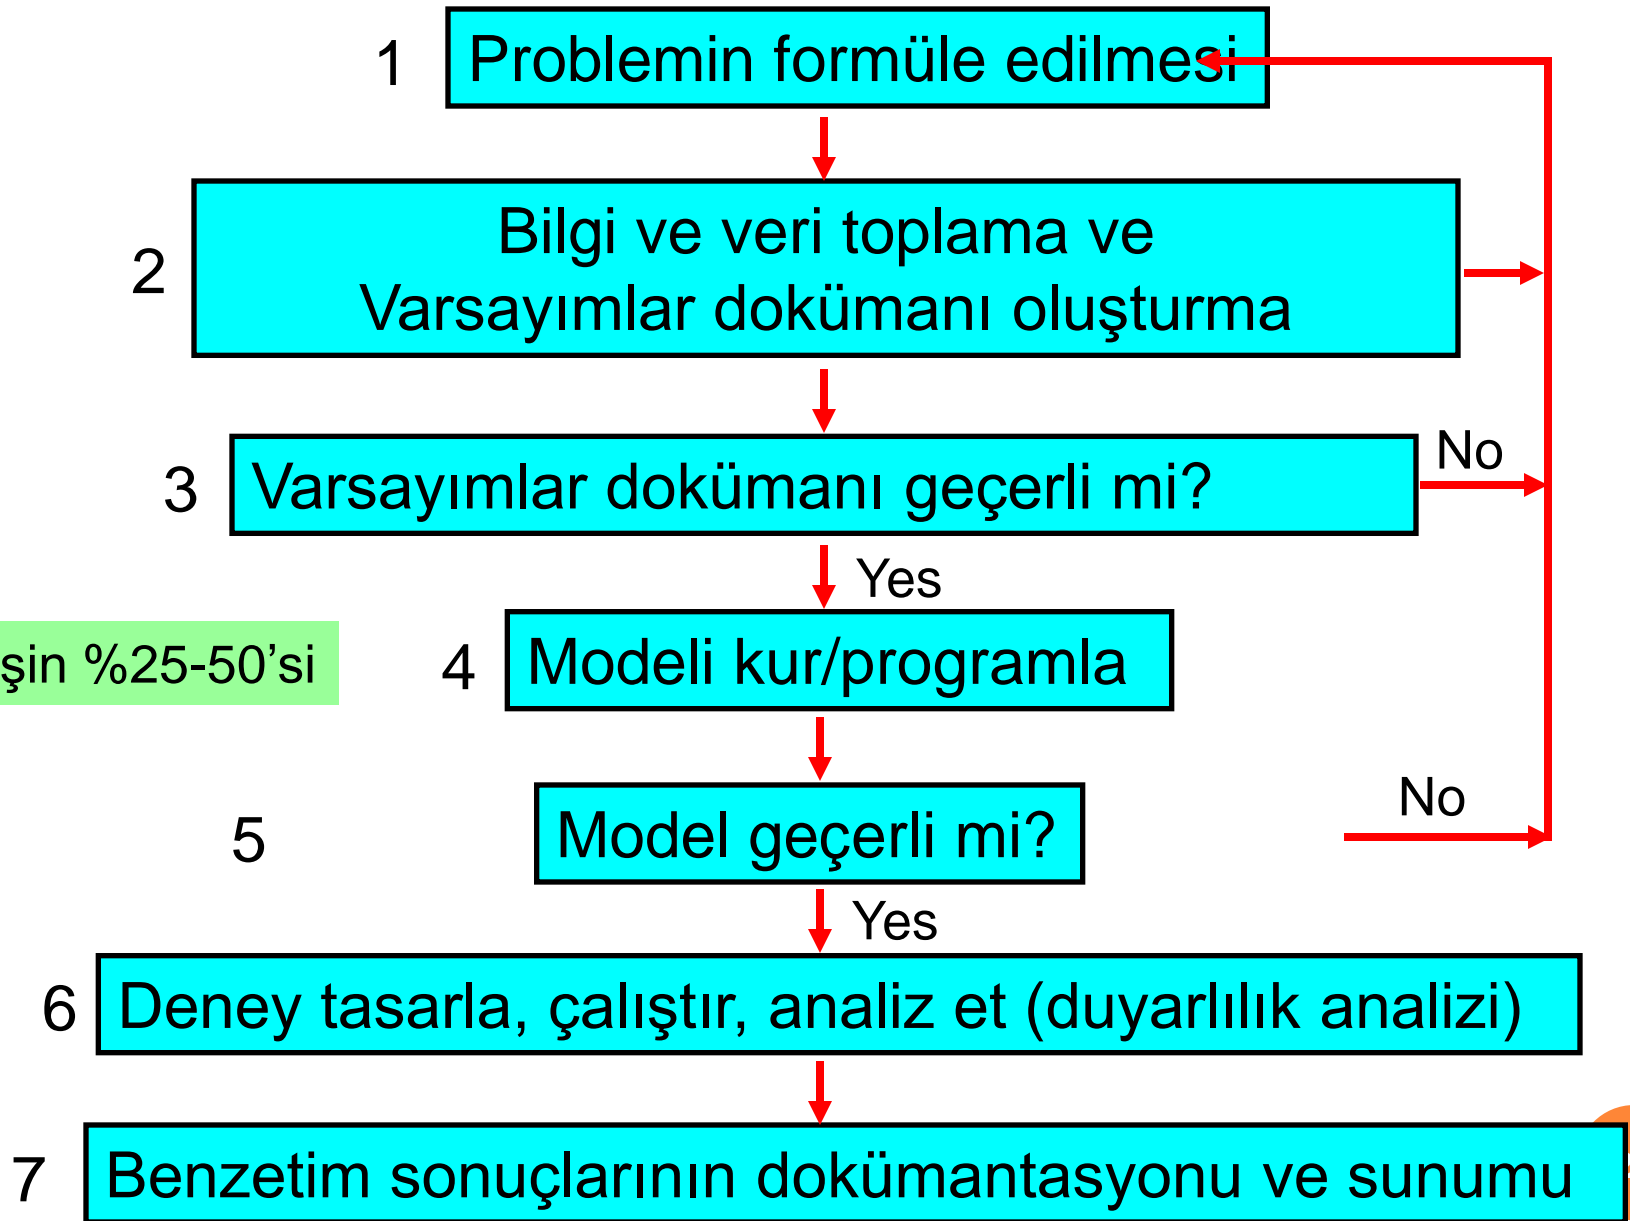 1 Problemin formüle edilmesi
2 Bilgi ve veri toplama ve
Varsayımlar dokümanı oluşturma
3 Varsayımlar dokümanı geçerli mi?
No
Yes
şin %25-50’si
4 Modeli kur/programla
5 Model geçerli mi?
No
Yes
6 Deney tasarla, çalıştır, analiz et (duyarlılık analizi)
7 Benzetim sonuçlarının dokümantasyonu ve sunumu